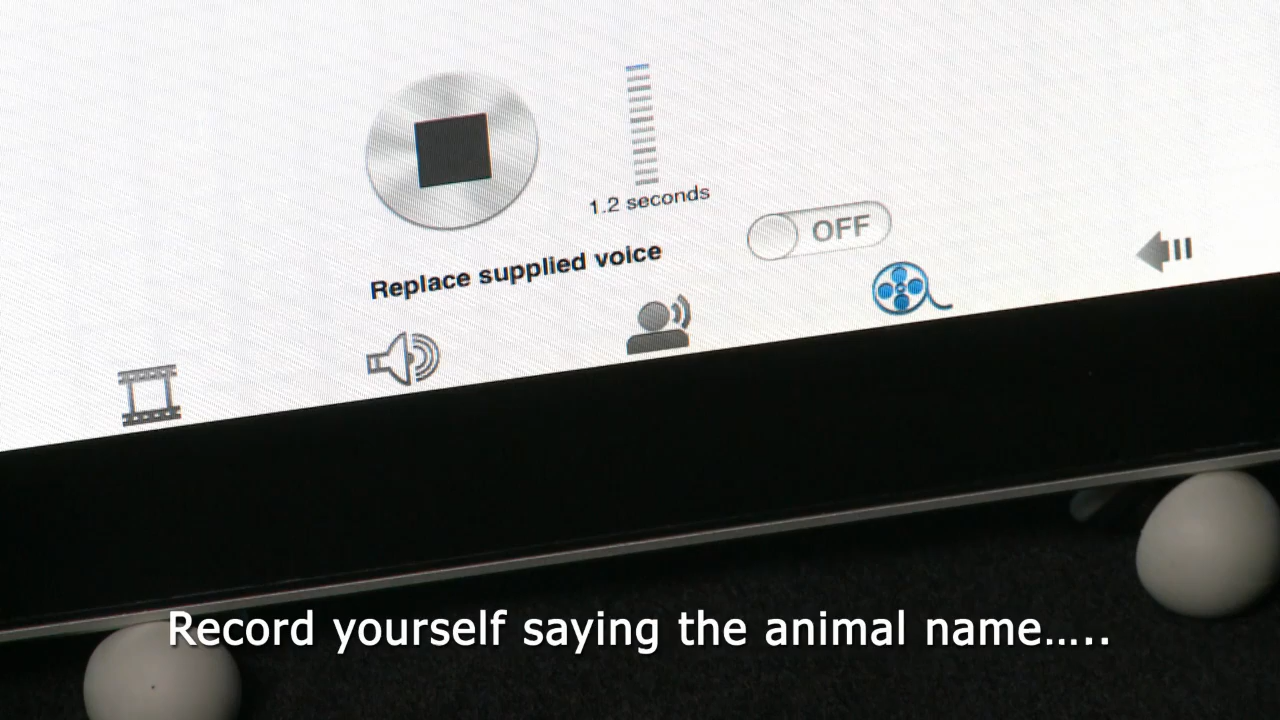 1.2 seconds
OFF
Replace supplied voice
Record yourself saying the animal name.....